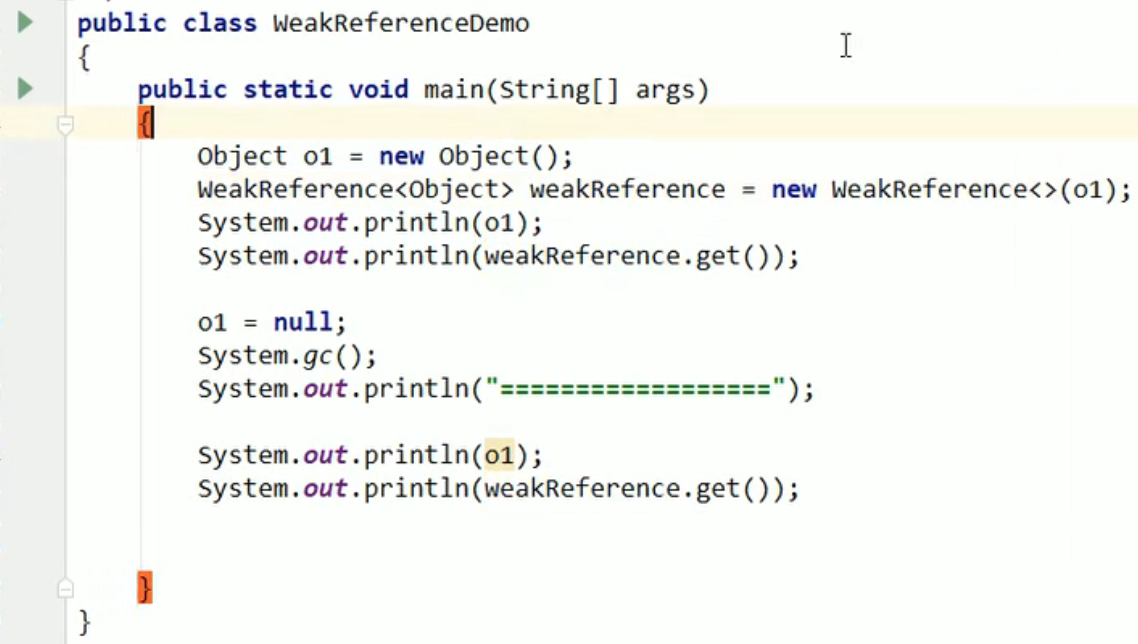 public class WeakReferenceDemo
{
public static void main(String[] args)
{
Object o1 = new Object();
WeakReference<Object> weakReference = new WeakReference<>(o1);
System.out.println(o1);
System.out.println(weakReference.get());
o1 = null;
System.gc();
System.out.println("==================");
System.out.println(o1);
System.out.println(weakReference.get());
}
}